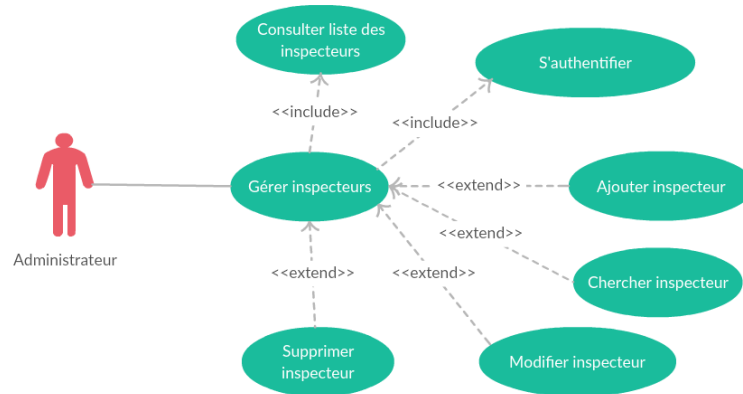 Consulter liste des
inspecteurs
S'authentifier
<<include>>
<<include>>
Gérer inspecteurs
<<extend>>
Ajouter inspecteur
<<extend>>
Administrateur
<<extend>>
<<extend>>
Chercher inspecteur
Supprimer
inspecteur
Modifier inspecteur